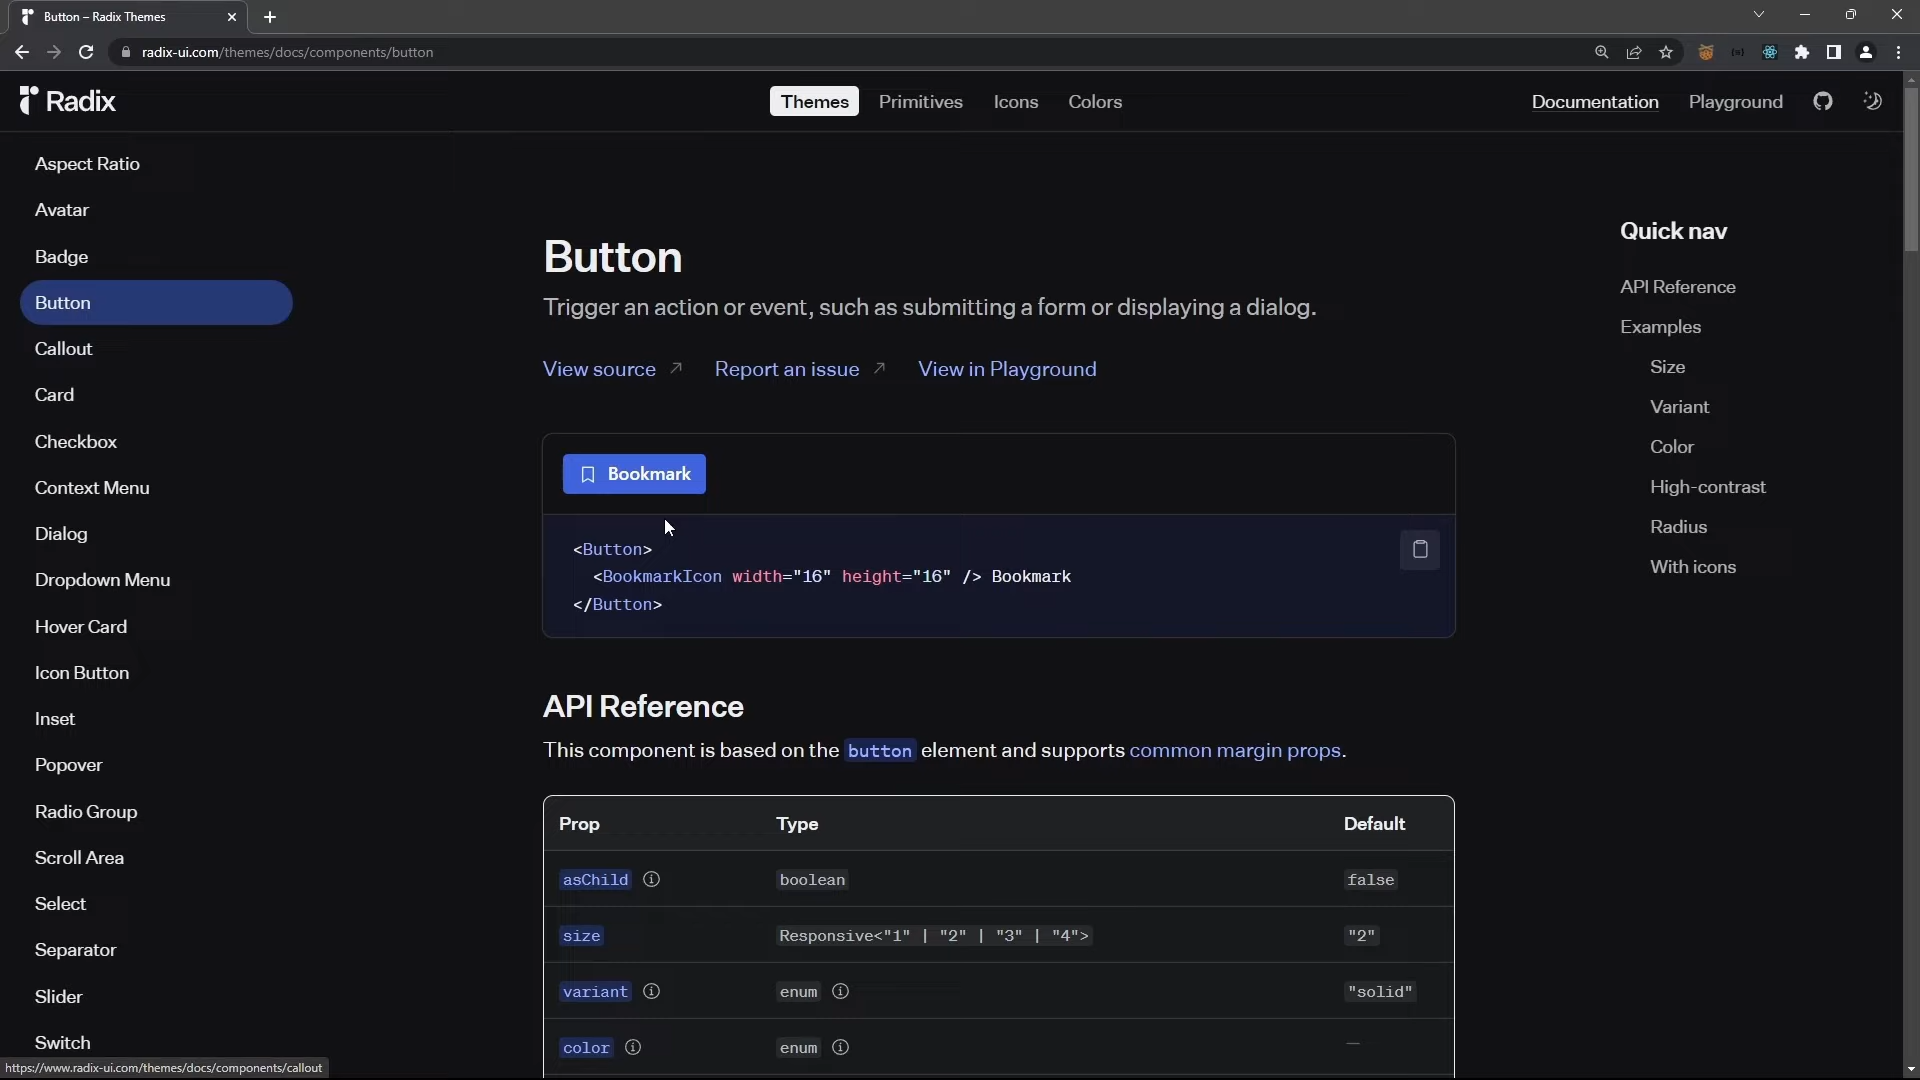 Button – Radix Themes
radix-ui.com/themes/docs/components/button
Radix
Themes
Primitives
Icons
Colors
Documentation
Playground
Aspect Ratio
Avatar
Badge
Button
Callout
Card
Checkbox
Context Menu
Dialog
Dropdown Menu
Hover Card
Icon Button
Inset
Popover
Radio Group
Scroll Area
Select
Separator
Slider
Switch
https://www.radix-ui.com/themes/docs/components/callout
Button
Trigger an action or event, such as submitting a form or displaying a dialog.
View source
Report an issue
View in Playground
Bookmark
<Button>
<BookmarkIcon width="16" height="16" /> Bookmark
</Button>
API Reference
This component is based on the button element and supports common margin props.
Prop Type Default
asChild boolean false
size Responsive<"1" | "2" | "3" | "4"> "2"
variant enum "solid"
color enum —
Quick nav
API Reference
Examples
Size
Variant
Color
High-contrast
Radius
With icons